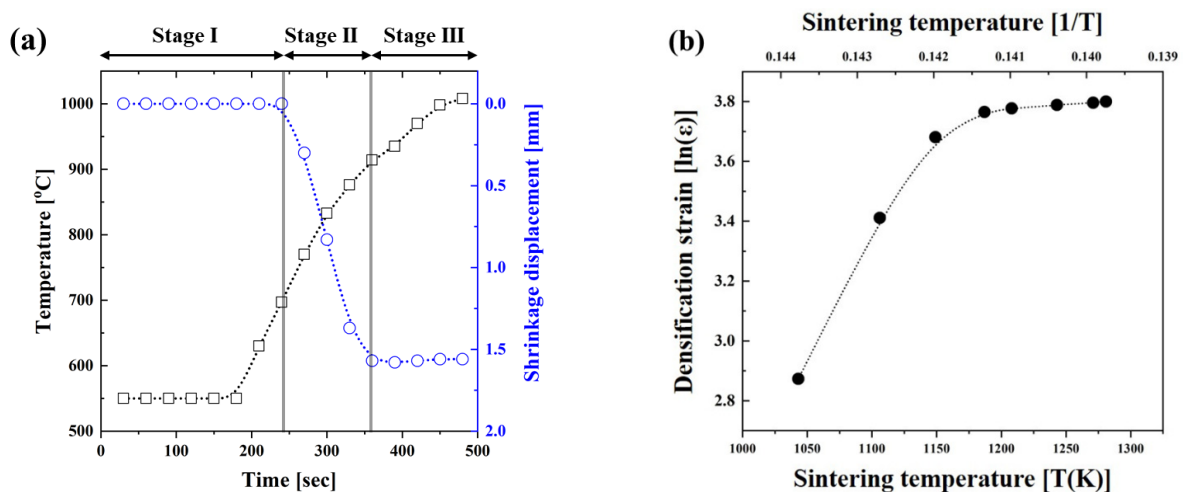 (a)
Stage I Stage II Stage III
1000
900
800
700
600
500
Temperature [°C]
0.0
0.5
1.0
1.5
2.0
Shrinkage displacement [mm]
0 100 200 300 400 500
Time [sec]
(b)
Sintering temperature [1/T]
0.144 0.143 0.142 0.141 0.140 0.139
3.8
3.6
3.4
3.2
3.0
2.8
Densification strain [ln(ε)]
1000 1050 1100 1150 1200 1250 1300
Sintering temperature [T(K)]